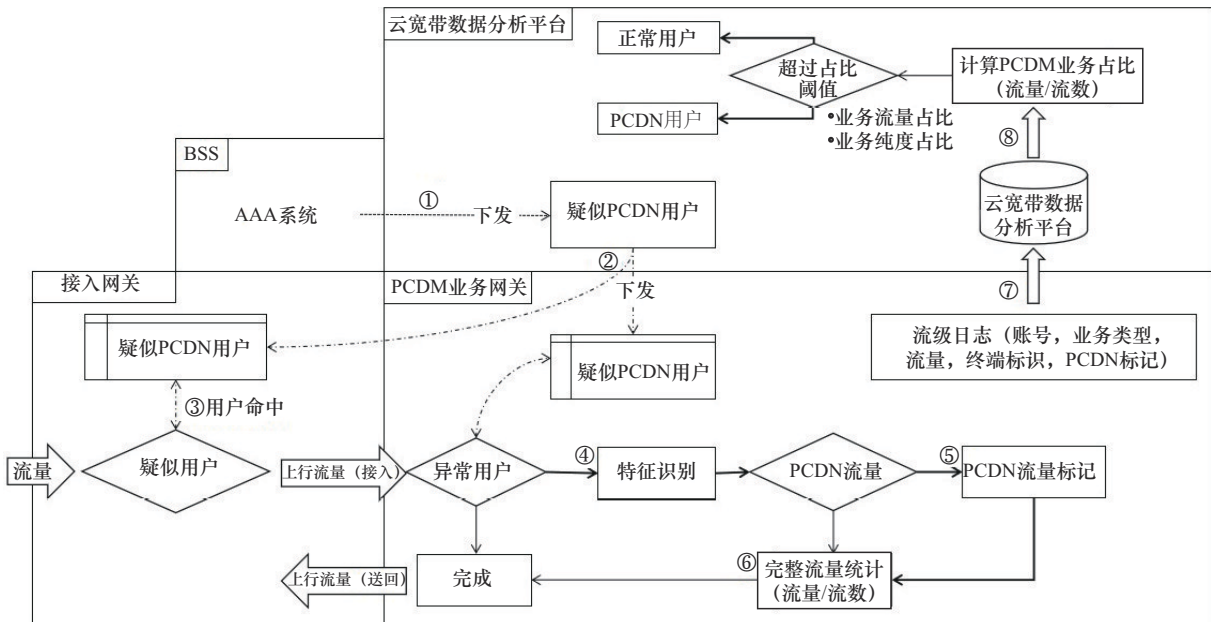 云宽带数据分析平台
正常用户
超过占比
阈值
计算PCDM业务占比
（流量/流数）
PCDN用户
•业务流量占比
•业务纯度占比
⑧
BSS
云宽带数据
分析平台
AAA系统
①
下发
疑似PCDN用户
②
⑦
接入网关
PCDM业务网关
下发
流级日志（账号，业务类型，
流量，终端标识，PCDN标记）
疑似PCDN用户
疑似PCDN用户
③用户命中
流量
疑似用户
上行流量（接入）
异常用户
④
特征识别
PCDN流量
⑤
PCDN流量标记
上行流量（送回）
完成
⑥
完整流量统计
（流量/流数）